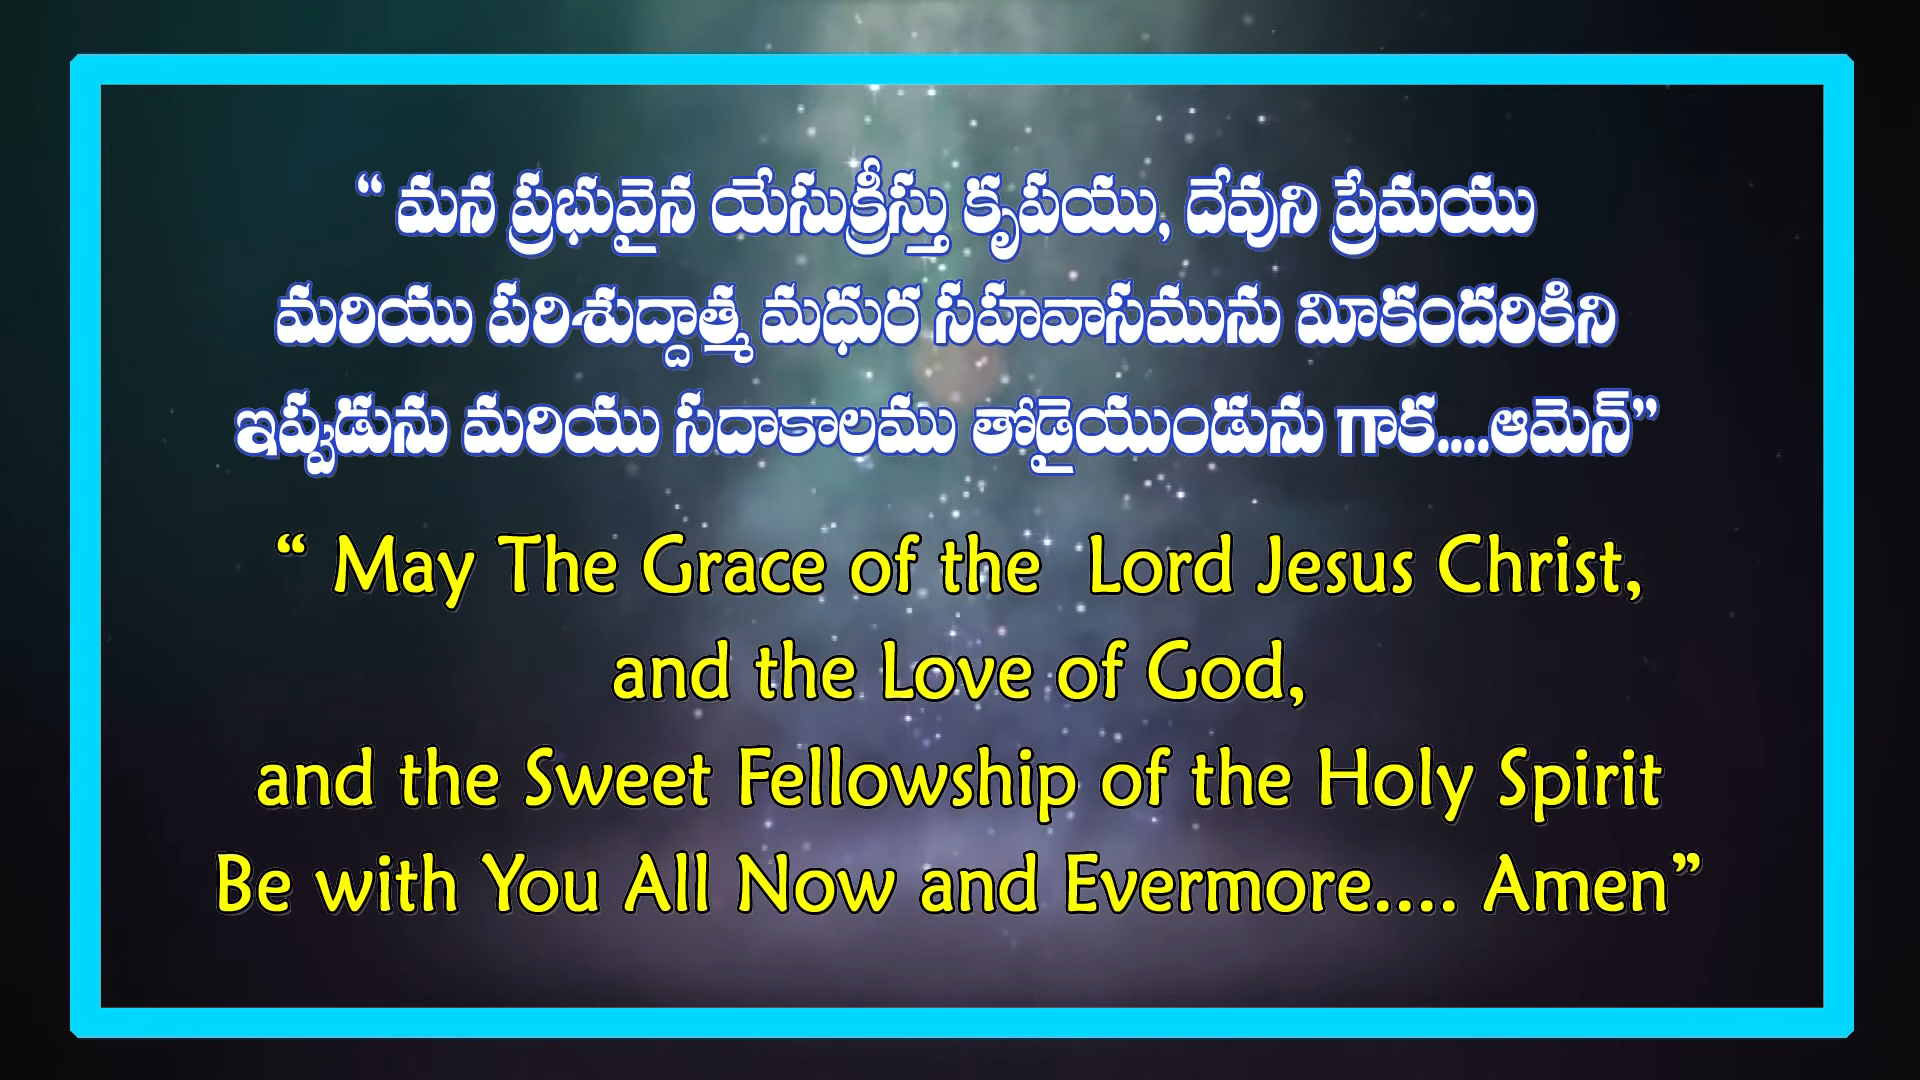 “ మన ప్రభువైన యేసుక్రీస్తు కృపయు, దేవుని ప్రేమయు
మరియు పరిశుద్దాత్మ మధుర సహవాసమును మీకందరికిని
ఇప్పుడును మరియు సదాకాలము తోడైయుండును గాక....ఆమెన్”
“ May The Grace of the Lord Jesus Christ,
and the Love of God,
and the Sweet Fellowship of the Holy Spirit
Be with You All Now and Evermore.... Amen”